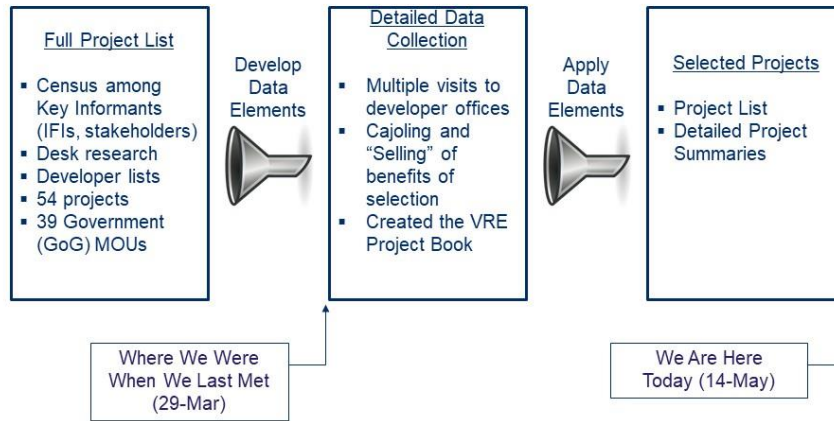 Full Project List
▪ Census among
Key Informants
(IFIs, stakeholders)
▪ Desk research
▪ Developer lists
▪ 54 projects
▪ 39 Government
(GoG) MOUs
Develop
Data
Elements
Detailed Data
Collection
▪ Multiple visits to
developer offices
▪ Cajoling and
“Selling” of
benefits of
selection
▪ Created the VRE
Project Book
Apply
Data
Elements
Selected Projects
▪ Project List
▪ Detailed Project
Summaries
Where We Were
When We Last Met
(29-Mar)
We Are Here
Today (14-May)